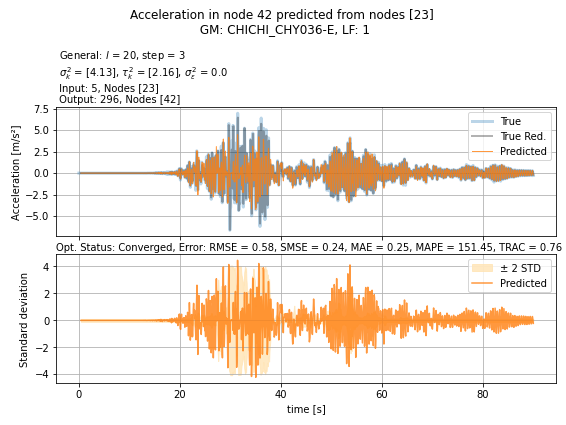 Acceleration in node 42 predicted from nodes [23]
GM: CHICHI_CHY036-E, LF: 1
General: l = 20, step = 3
σ²ₖ = [4.13], τ²ₖ = [2.16], σ²ε = 0.0
Input: 5, Nodes [23]
Output: 296, Nodes [42]
7.5
5.0
2.5
0.0
−2.5
−5.0
Acceleration [m/s²]
True
True Red.
Predicted
Opt. Status: Converged, Error: RMSE = 0.58, SMSE = 0.24, MAE = 0.25, MAPE = 151.45, TRAC = 0.76
4
2
0
−2
−4
Standard deviation
± 2 STD
Predicted
0 20 40 60 80
time [s]